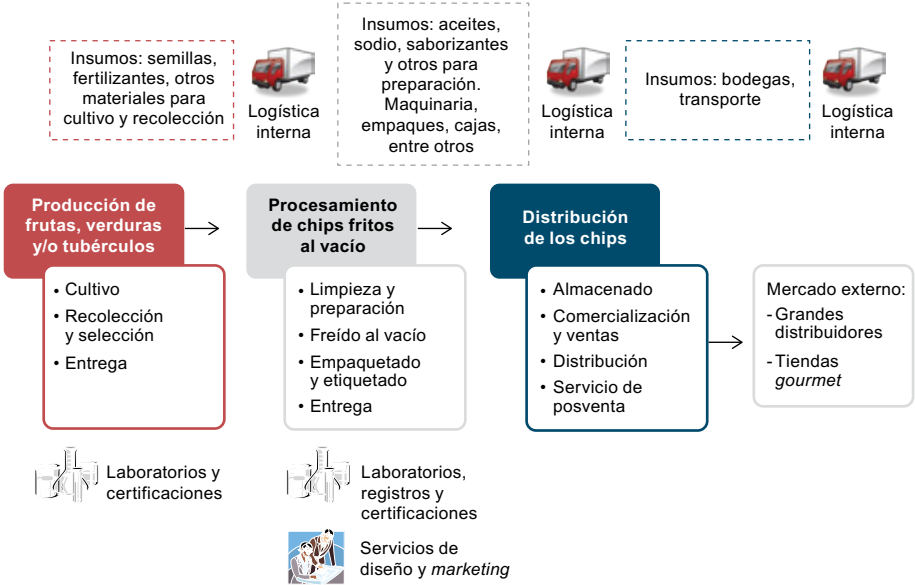 Insumos: semillas,
fertilizantes, otros
materiales para
cultivo y recolección
Logística
interna
Insumos: aceites,
sodio, saborizantes
y otros para
preparación.
Maquinaria,
empaques, cajas,
entre otros
Logística
interna
Insumos: bodegas,
transporte
Logística
interna
Producción de
frutas, verduras
y/o tubérculos
• Cultivo
• Recolección
y selección
• Entrega
Procesamiento
de chips fritos
al vacío
• Limpieza y
preparación
• Freído al vacío
• Empaquetado
y etiquetado
• Entrega
Distribución
de los chips
• Almacenado
• Comercialización
y ventas
• Distribución
• Servicio de
posventa
Mercado externo:
- Grandes
distribuidores
- Tiendas
gourmet
Laboratorios y
certificaciones
Laboratorios,
registros y
certificaciones
Servicios de
diseño y marketing